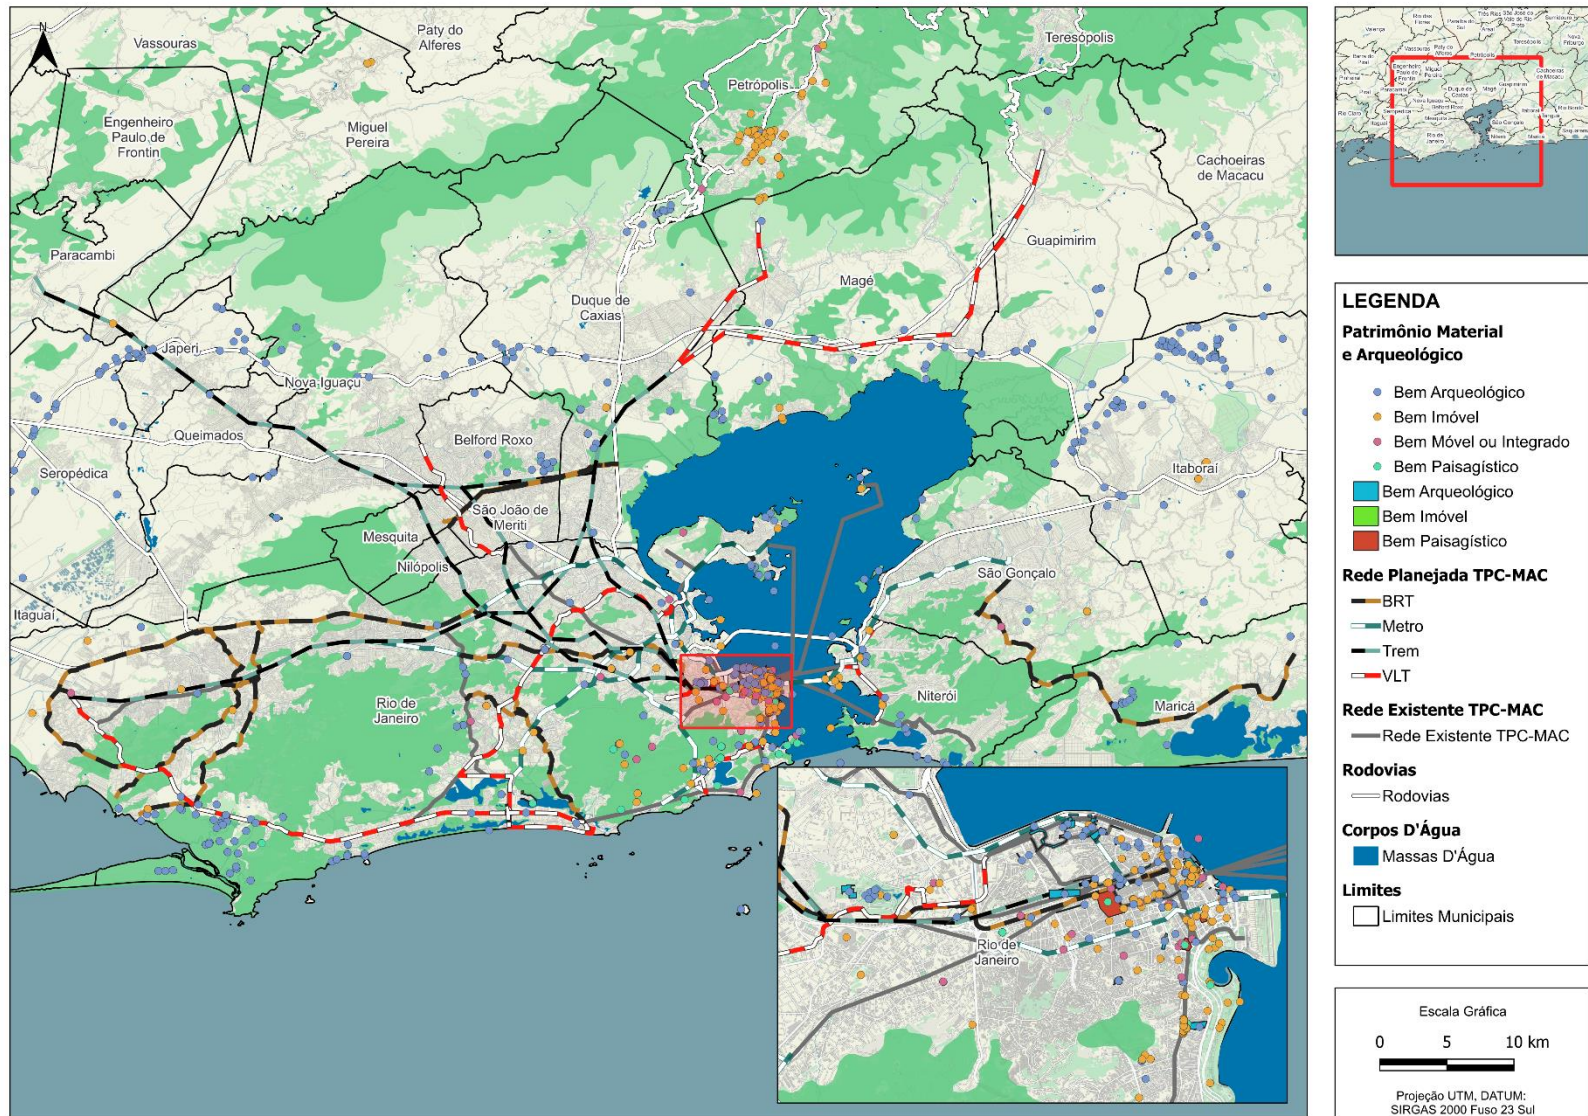 N
Vassouras
Paty do
Alferes
Teresópolis
Petrópolis
Engenheiro
Paulo de
Frontin
Miguel
Pereira
Cachoeiras
de Macacu
Paracambi
Guapimirim
Magé
Duque de
Caxias
Japeri
Nova Iguaçu
Queimados
Belford Roxo
Seropédica
Itaboraí
São João de
Meriti
Mesquita
Nilópolis
São Gonçalo
Itaguaí
Rio de
Janeiro
Niterói
Maricá
Rio de
Janeiro
LEGENDA
Patrimônio Material
e Arqueológico
Bem Arqueológico
Bem Imóvel
Bem Móvel ou Integrado
Bem Paisagístico
Bem Arqueológico
Bem Imóvel
Bem Paisagístico
Rede Planejada TPC-MAC
BRT
Metro
Trem
VLT
Rede Existente TPC-MAC
Rede Existente TPC-MAC
Rodovias
Rodovias
Corpos D'Água
Massas D'Água
Limites
Limites Municipais
Escala Gráfica
0 5 10 km
Projeção UTM, DATUM:
SIRGAS 2000 Fuso 23 Sul